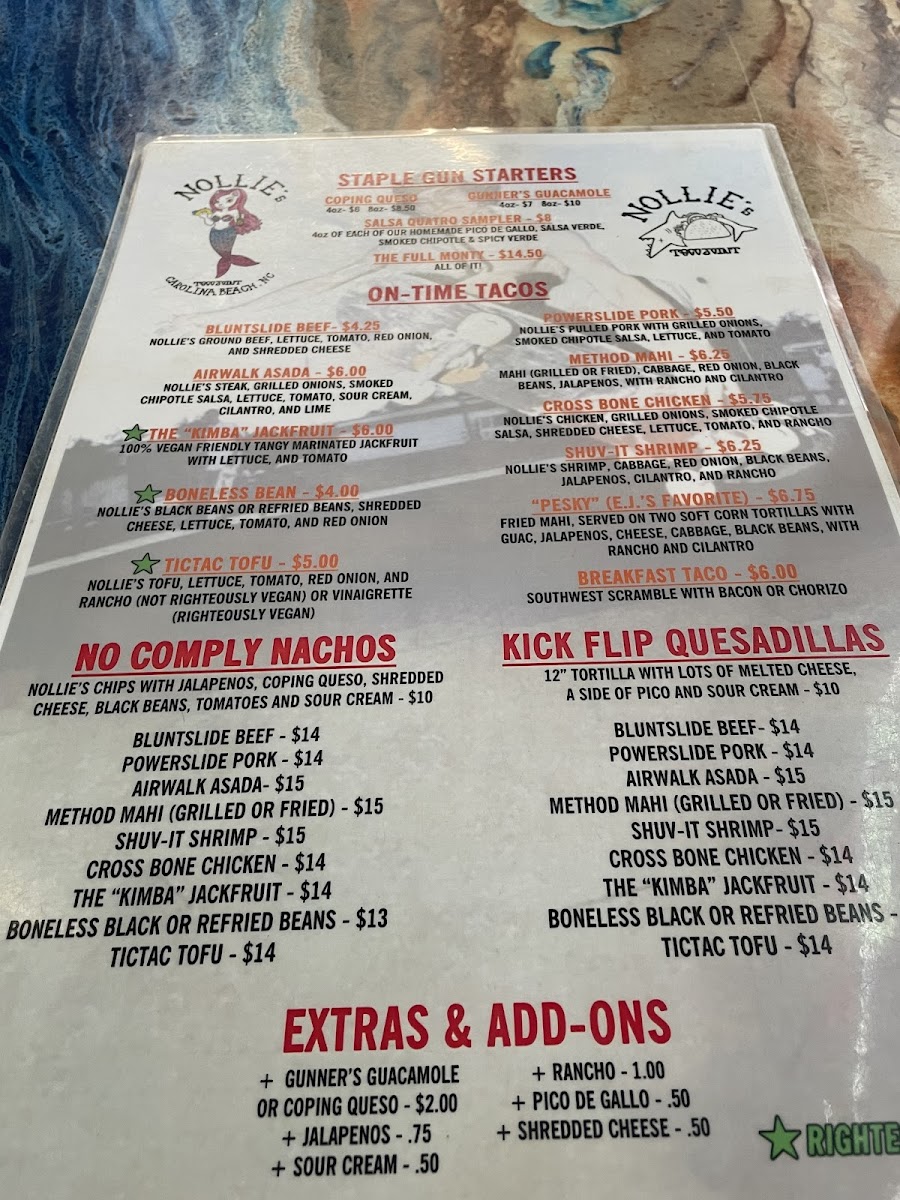 NOLLIE's
TACO JOINT
CAROLINA BEACH, NC
NOLLIE's
TACO JOINT
STAPLE GUN STARTERS
COPING QUESO
4oz- $6 8oz- $8.50
GUNNER'S GUACAMOLE
4oz- $7 8oz- $10
SALSA QUATRO SAMPLER - $8
4oz OF EACH OF OUR HOMEMADE PICO DE GALLO, SALSA VERDE,
SMOKED CHIPOTLE & SPICY VERDE
THE FULL MONTY - $14.50
ALL OF IT!
ON-TIME TACOS
BLUNTSLIDE BEEF- $4.25
NOLLIE'S GROUND BEEF, LETTUCE, TOMATO, RED ONION,
AND SHREDDED CHEESE
AIRWALK ASADA - $6.00
NOLLIE'S STEAK, GRILLED ONIONS, SMOKED
CHIPOTLE SALSA, LETTUCE, TOMATO, SOUR CREAM,
CILANTRO, AND LIME
THE "KIMBA" JACKFRUIT - $6.00
100% VEGAN FRIENDLY TANGY MARINATED JACKFRUIT
WITH LETTUCE, AND TOMATO
BONELESS BEAN - $4.00
NOLLIE'S BLACK BEANS OR REFRIED BEANS, SHREDDED
CHEESE, LETTUCE, TOMATO, AND RED ONION
TICTAC TOFU - $5.00
NOLLIE'S TOFU, LETTUCE, TOMATO, RED ONION, AND
RANCHO (NOT RIGHTEOUSLY VEGAN) OR VINAIGRETTE
(RIGHTEOUSLY VEGAN)
POWERSLIDE PORK - $5.50
NOLLIE'S PULLED PORK WITH GRILLED ONIONS,
SMOKED CHIPOTLE SALSA, LETTUCE, AND TOMATO
METHOD MAHI - $6.25
MAHI (GRILLED OR FRIED), CABBAGE, RED ONION, BLACK
BEANS, JALAPENOS, WITH RANCHO AND CILANTRO
CROSS BONE CHICKEN - $5.75
NOLLIE'S CHICKEN, GRILLED ONIONS, SMOKED CHIPOTLE
SALSA, SHREDDED CHEESE, LETTUCE, TOMATO, AND RANCHO
SHUV-IT SHRIMP - $6.25
NOLLIE'S SHRIMP, CABBAGE, RED ONION, BLACK BEANS,
JALAPENOS, CILANTRO, AND RANCHO
"PESKY" (E.J.'S FAVORITE) - $6.75
FRIED MAHI, SERVED ON TWO SOFT CORN TORTILLAS WITH
GUAC, JALAPENOS, CHEESE, CABBAGE, BLACK BEANS, WITH
RANCHO AND CILANTRO
BREAKFAST TACO - $6.00
SOUTHWEST SCRAMBLE WITH BACON OR CHORIZO
NO COMPLY NACHOS
NOLLIE'S CHIPS WITH JALAPENOS, COPING QUESO, SHREDDED
CHEESE, BLACK BEANS, TOMATOES AND SOUR CREAM - $10
BLUNTSLIDE BEEF - $14
POWERSLIDE PORK - $14
AIRWALK ASADA- $15
METHOD MAHI (GRILLED OR FRIED) - $15
SHUV-IT SHRIMP - $15
CROSS BONE CHICKEN - $14
THE "KIMBA" JACKFRUIT - $14
BONELESS BLACK OR REFRIED BEANS - $13
TICTAC TOFU - $14
KICK FLIP QUESADILLAS
12" TORTILLA WITH LOTS OF MELTED CHEESE,
A SIDE OF PICO AND SOUR CREAM - $10
BLUNTSLIDE BEEF- $14
POWERSLIDE PORK - $14
AIRWALK ASADA - $15
METHOD MAHI (GRILLED OR FRIED) - $15
SHUV-IT SHRIMP- $15
CROSS BONE CHICKEN - $14
THE "KIMBA" JACKFRUIT - $14
BONELESS BLACK OR REFRIED BEANS -
TICTAC TOFU - $14
EXTRAS & ADD-ONS
+ GUNNER'S GUACAMOLE
OR COPING QUESO - $2.00
+ JALAPENOS - .75
+ SOUR CREAM - .50
+ RANCHO - 1.00
+ PICO DE GALLO - .50
+ SHREDDED CHEESE - .50
RIGHTE